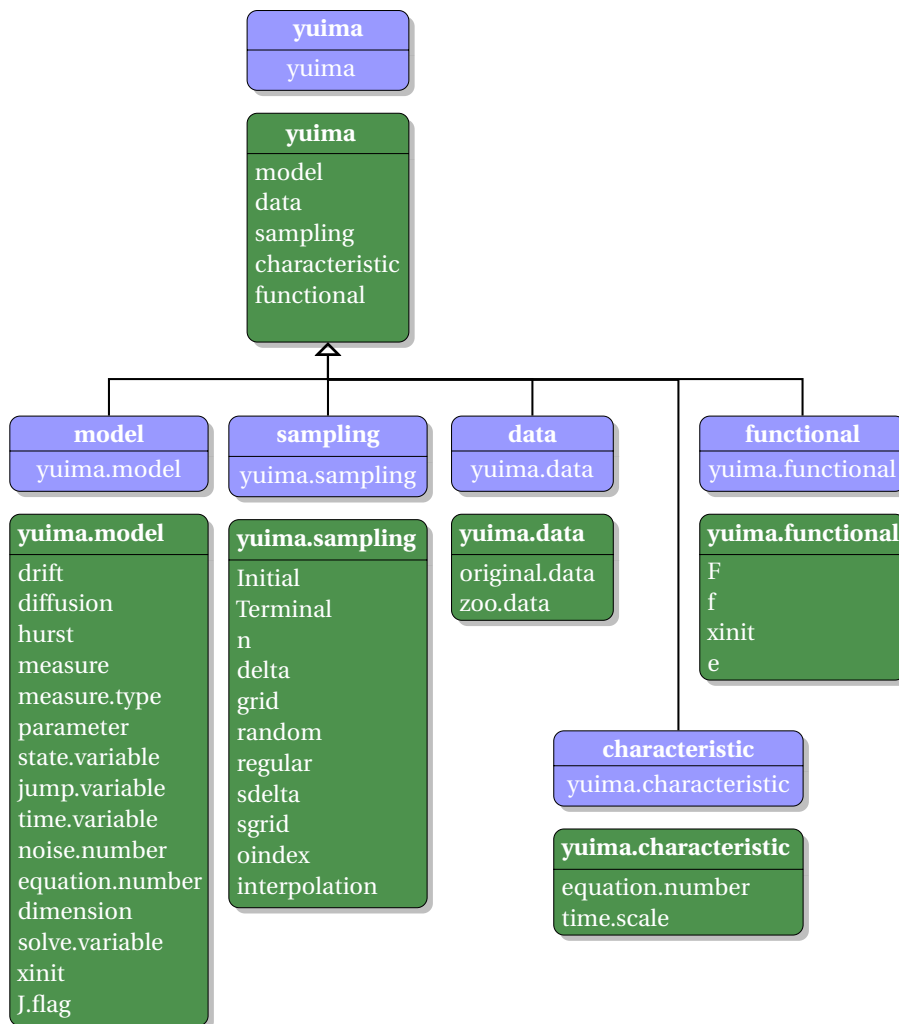 yuima
yuima
yuima
model
data
sampling
characteristic
functional
model
yuima.model
yuima.model
drift
diffusion
hurst
measure
measure.type
parameter
state.variable
jump.variable
time.variable
noise.number
equation.number
dimension
solve.variable
xinit
J.flag
sampling
yuima.sampling
yuima.sampling
Initial
Terminal
n
delta
grid
random
regular
sdelta
sgrid
oindex
interpolation
data
yuima.data
yuima.data
original.data
zoo.data
functional
yuima.functional
yuima.functional
F
f
xinit
e
characteristic
yuima.characteristic
yuima.characteristic
equation.number
time.scale